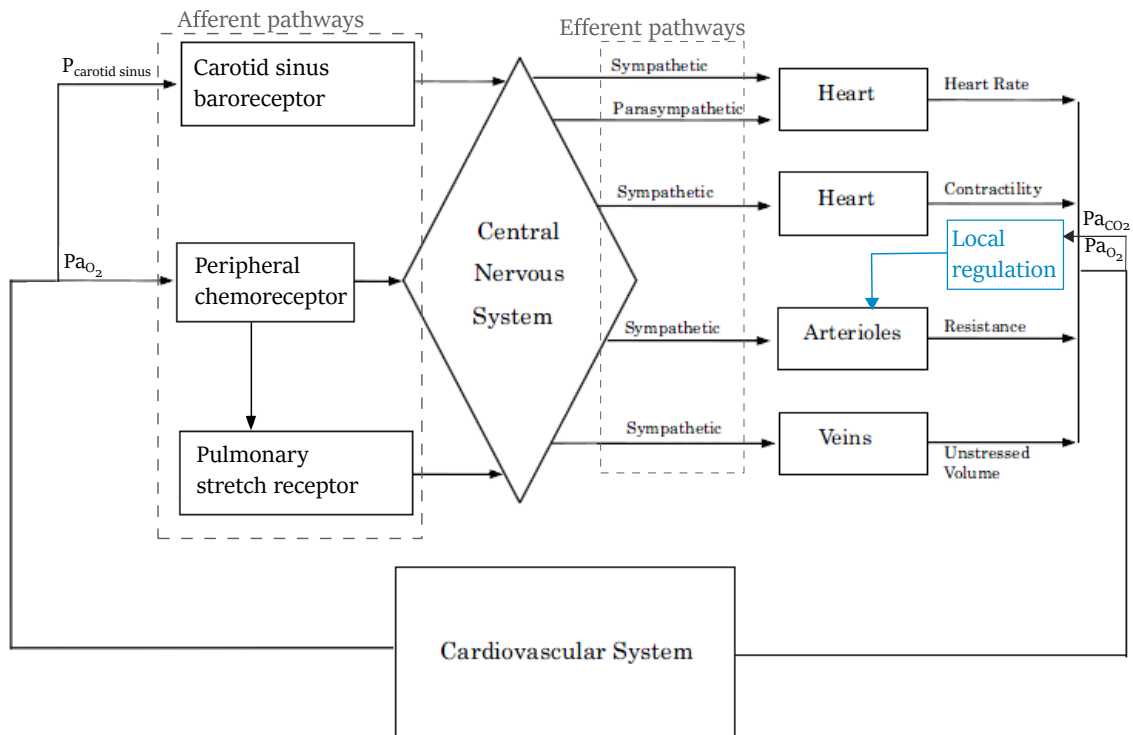 Afferent pathways
Efferent pathways
P carotid sinus
Carotid sinus
baroreceptor
Sympathetic
Parasympathetic
Heart
Heart Rate
Sympathetic
Heart
Contractility
PaCO₂
PaO₂
Local
regulation
PaO₂
Peripheral
chemoreceptor
Central
Nervous
System
Sympathetic
Arterioles
Resistance
Pulmonary
stretch receptor
Sympathetic
Veins
Unstressed
Volume
Cardiovascular System